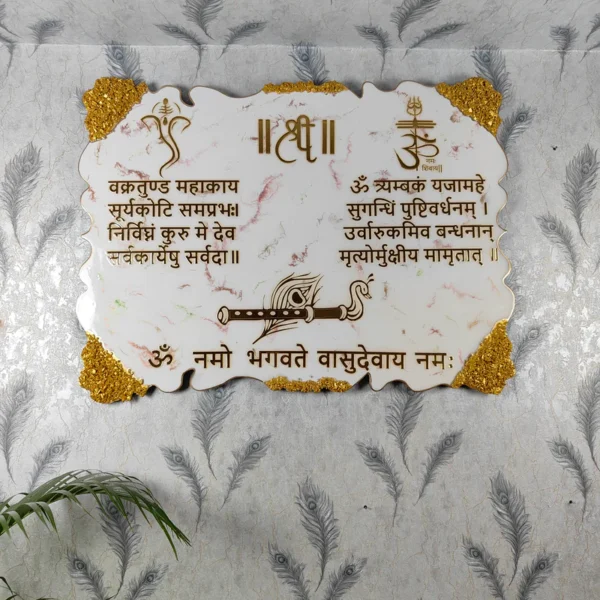 ॥श्री॥
ॐ
नमः
शिवाय॥
वक्रतुण्ड महाकाय
सूर्यकोटि समप्रभः।
निर्विघ्नं कुरु मे देव
सर्वकार्येषु सर्वदा॥
ॐ त्र्यम्बकं यजामहे
सुगन्धिं पुष्टिवर्धनम् ।
उर्वारुकमिव बन्धनान्
मृत्योर्मुक्षीय मामृतात् ॥
ॐ नमो भगवते वासुदेवाय नमः